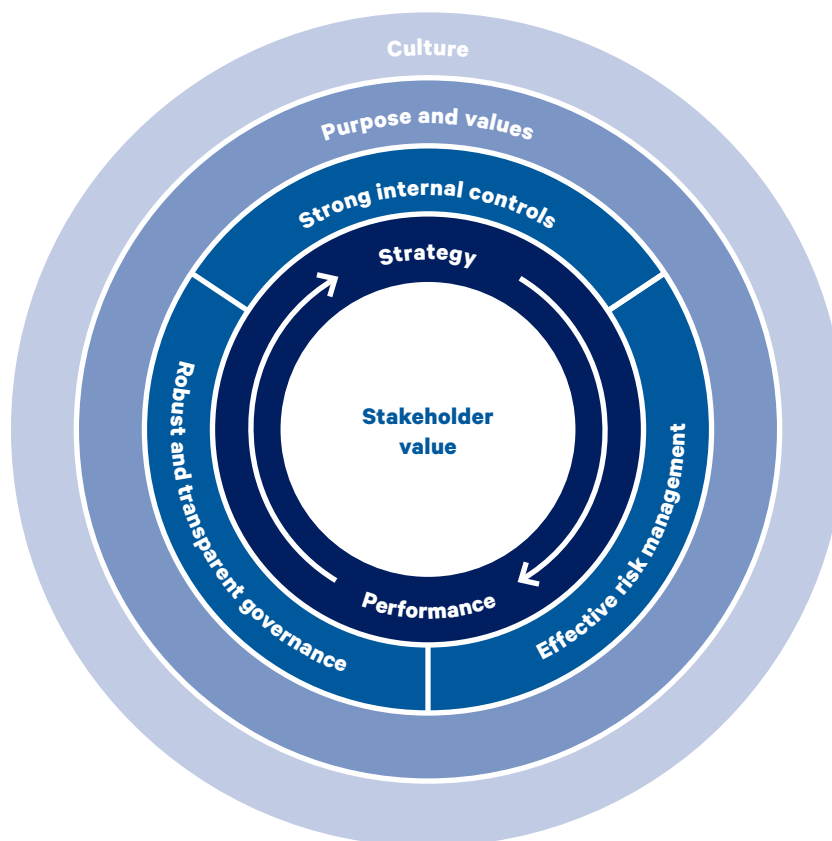 Culture
Purpose and values
Strong internal controls
Strategy
Robust and transparent governance
Stakeholder
value
Effective risk management
Performance